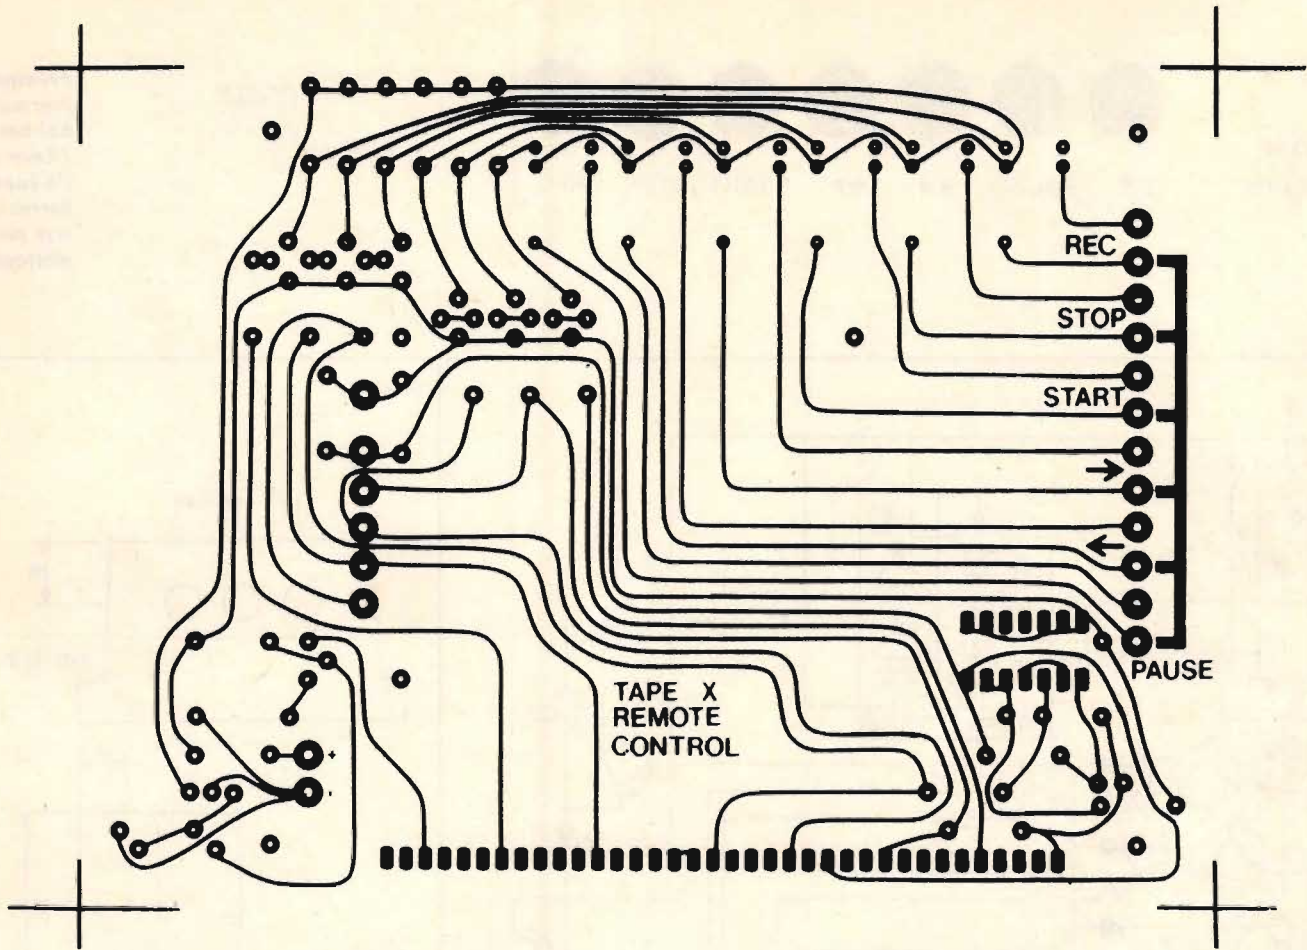 REC
STOP
START
→
←
PAUSE
TAPE X
REMOTE
CONTROL
+
-